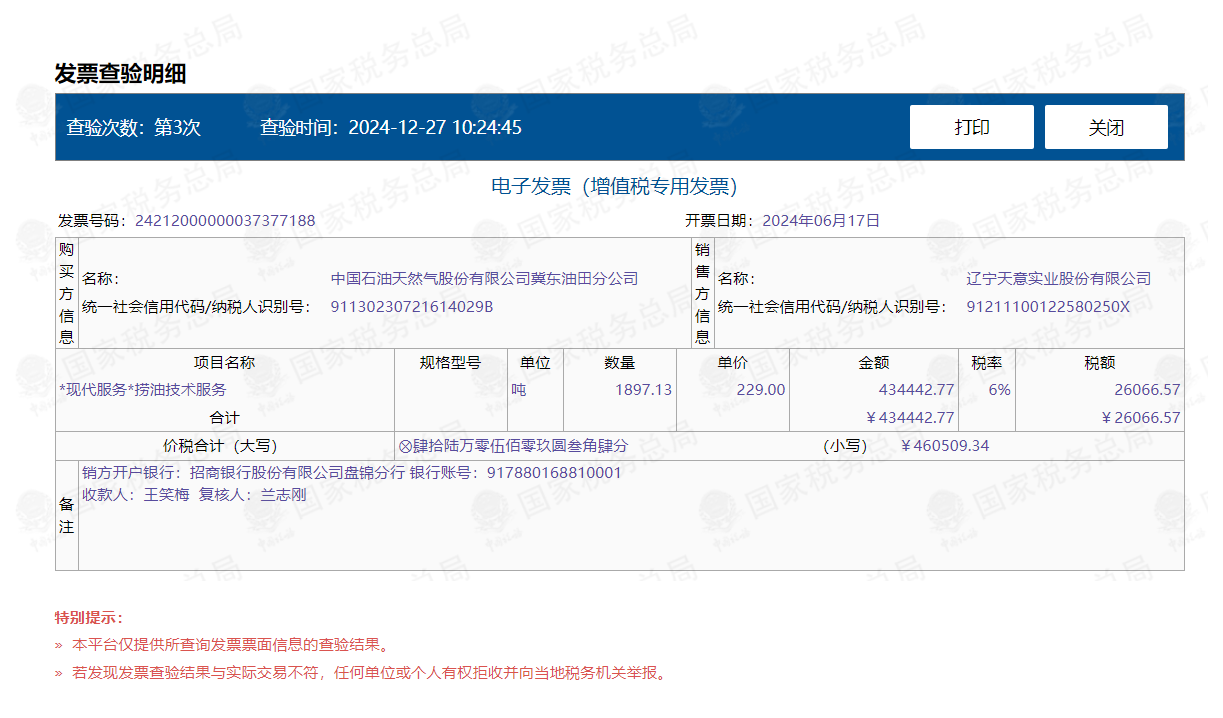 发票查验明细
查验次数：第3次 查验时间：2024-12-27 10:24:45 打印 关闭
电子发票（增值税专用发票）
发票号码：24212000000037377188 开票日期：2024年06月17日
购买方信息
名称： 中国石油天然气股份有限公司冀东油田分公司
统一社会信用代码/纳税人识别号： 91130230721614029B
销售方信息
名称： 辽宁天意实业股份有限公司
统一社会信用代码/纳税人识别号： 91211100122580250X
项目名称 规格型号 单位 数量 单价 金额 税率 税额
*现代服务*捞油技术服务 吨 1897.13 229.00 434442.77 6% 26066.57
合计 ￥434442.77 ￥26066.57
价税合计（大写） ⊗肆拾陆万零伍佰零玖圆叁角肆分 （小写） ￥460509.34
备注
销方开户银行：招商银行股份有限公司盘锦分行 银行账号：917880168810001
收款人：王笑梅 复核人：兰志刚
特别提示：
» 本平台仅提供所查询发票票面信息的查验结果。
» 若发现发票查验结果与实际交易不符，任何单位或个人有权拒收并向当地税务机关举报。
国家税务总局